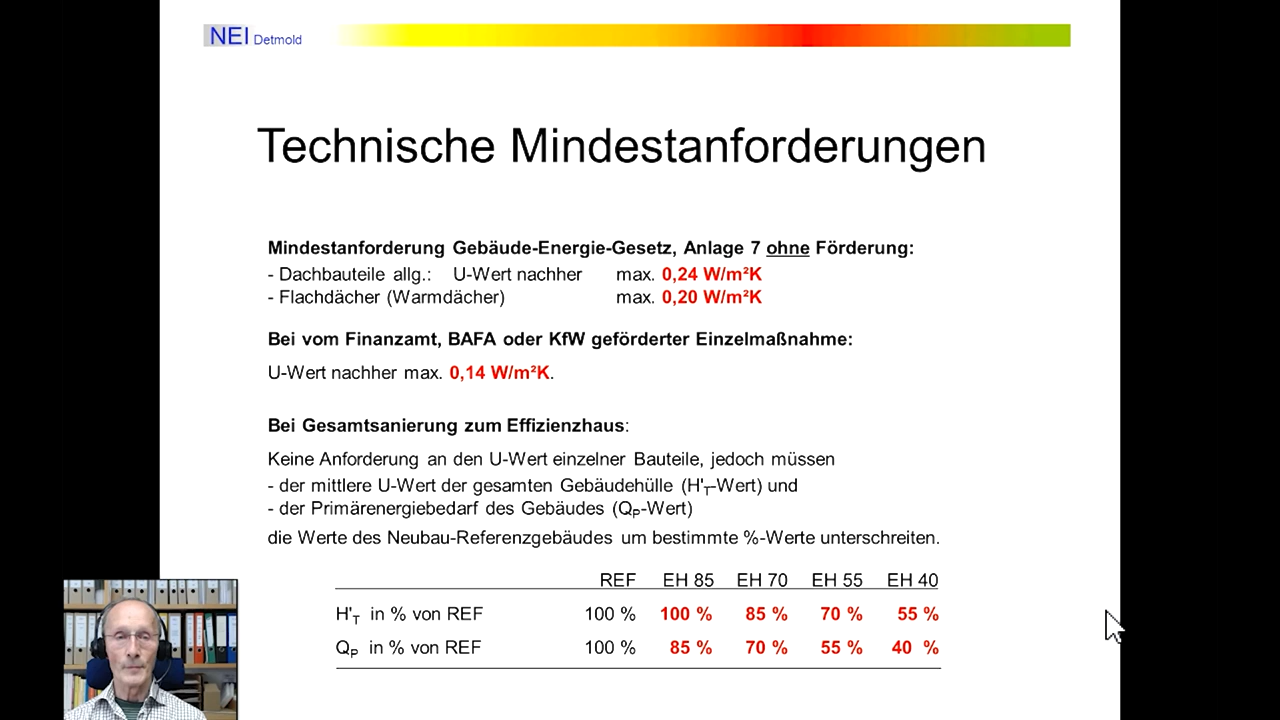 NEI Detmold
Technische Mindestanforderungen
Mindestanforderung Gebäude-Energie-Gesetz, Anlage 7 ohne Förderung:
- Dachbauteile allg.: U-Wert nachher max. 0,24 W/m²K
- Flachdächer (Warmdächer) max. 0,20 W/m²K
Bei vom Finanzamt, BAFA oder KfW geförderter Einzelmaßnahme:
U-Wert nachher max. 0,14 W/m²K.
Bei Gesamtsanierung zum Effizienzhaus:
Keine Anforderung an den U-Wert einzelner Bauteile, jedoch müssen
- der mittlere U-Wert der gesamten Gebäudehülle (H'T-Wert) und
- der Primärenergiebedarf des Gebäudes (QP-Wert)
die Werte des Neubau-Referenzgebäudes um bestimmte %-Werte unterschreiten.
REF EH 85 EH 70 EH 55 EH 40
H'T in % von REF 100 % 100 % 85 % 70 % 55 %
QP in % von REF 100 % 85 % 70 % 55 % 40 %